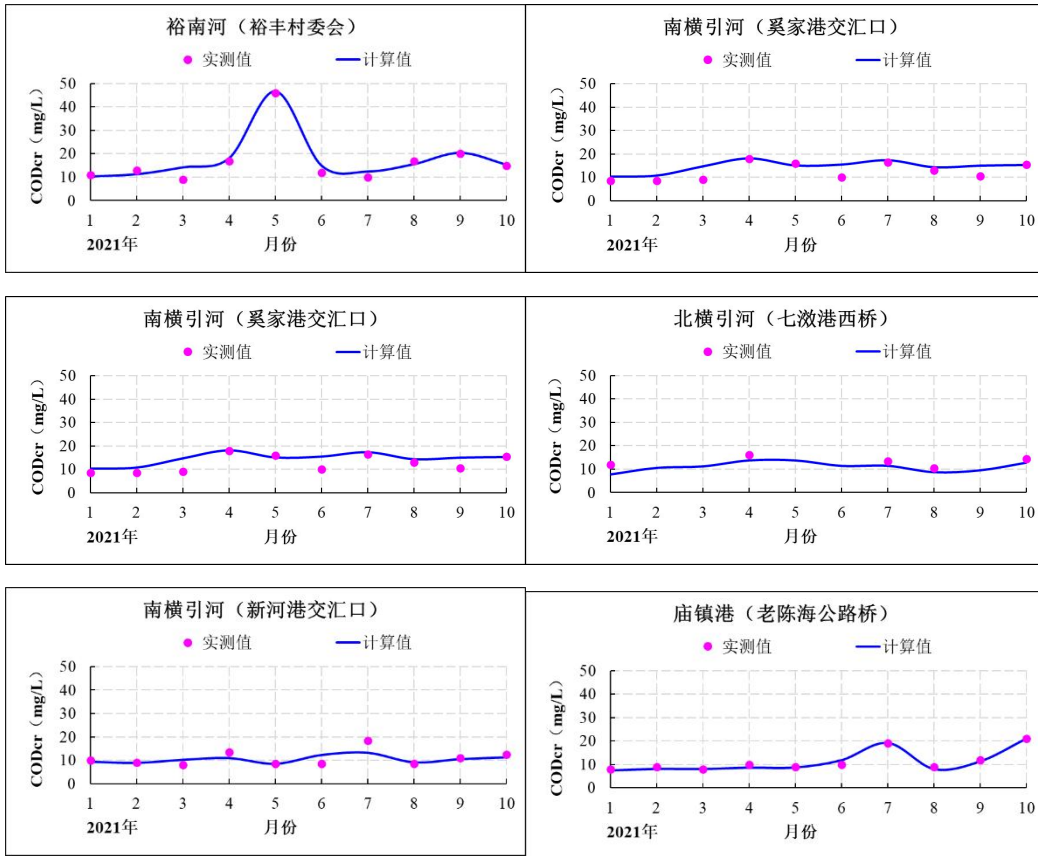 裕南河（裕丰村委会）
实测值 计算值
CODcr（mg/L）
50
40
30
20
10
0
1 2 3 4 5 6 7 8 9 10
2021年 月份
南横引河（奚家港交汇口）
实测值 计算值
CODcr（mg/L）
50
40
30
20
10
0
1 2 3 4 5 6 7 8 9 10
2021年 月份
南横引河（奚家港交汇口）
实测值 计算值
CODcr（mg/L）
50
40
30
20
10
0
1 2 3 4 5 6 7 8 9 10
2021年 月份
北横引河（七滧港西桥）
实测值 计算值
CODcr（mg/L）
50
40
30
20
10
0
1 2 3 4 5 6 7 8 9 10
2021年 月份
南横引河（新河港交汇口）
实测值 计算值
CODcr（mg/L）
50
40
30
20
10
0
1 2 3 4 5 6 7 8 9 10
2021年 月份
庙镇港（老陈海公路桥）
实测值 计算值
CODcr（mg/L）
50
40
30
20
10
0
1 2 3 4 5 6 7 8 9 10
2021年 月份